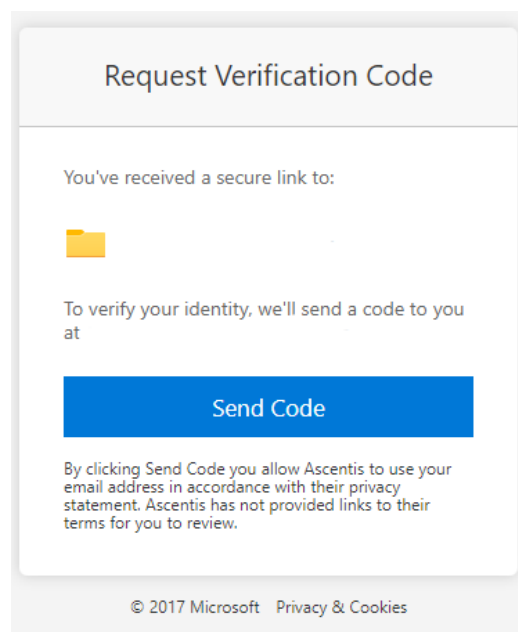 Request Verification Code
You've received a secure link to:
To verify your identity, we'll send a code to you
at
Send Code
By clicking Send Code you allow Ascentis to use your
email address in accordance with their privacy
statement. Ascentis has not provided links to their
terms for you to review.
© 2017 Microsoft Privacy & Cookies